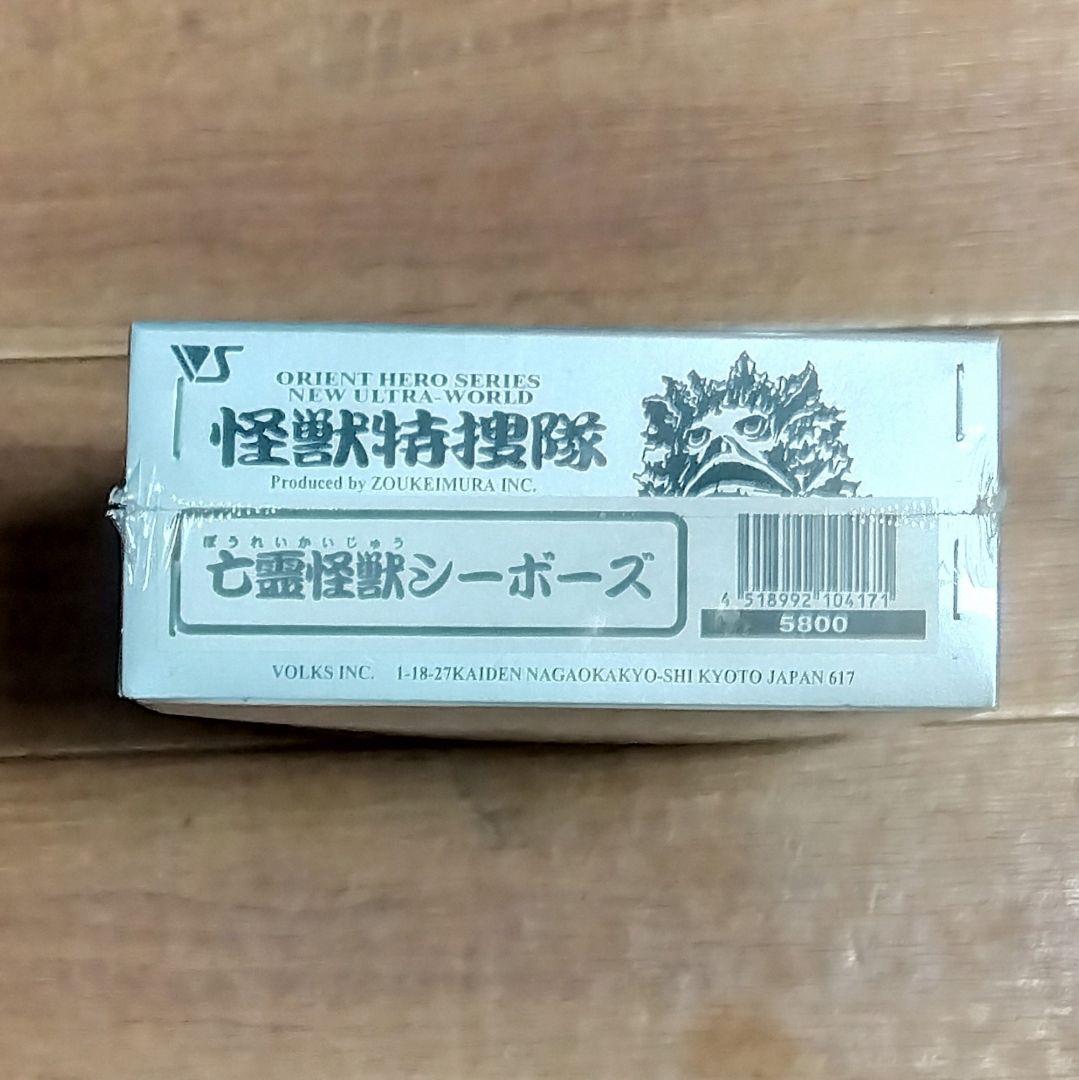 VS
ORIENT HERO SERIES
NEW ULTRA-WORLD
怪獣特捜隊
Produced by ZOUKEIMURA INC.
ぼうれいかいじゅう
亡霊怪獣シーボーズ
4 518992 104171
5800
VOLKS INC. 1-18-27KAIDEN NAGAOKAKYO-SHI KYOTO JAPAN 617